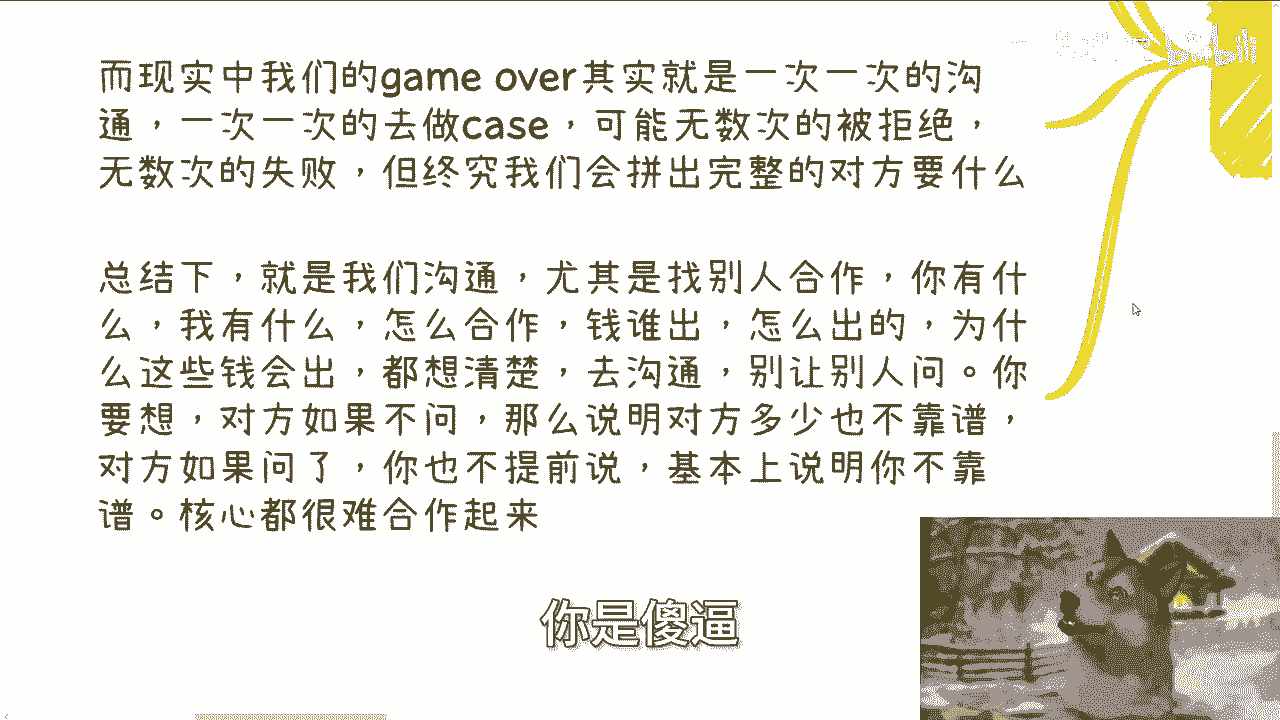 而现实中我们的game over其实就是一次一次的沟
通，一次一次的去做case，可能无数次的被拒绝，
无数次的失败，但终究我们会拼出完整的对方要什么
总结下，就是我们沟通，尤其是找别人合作，你有什
么，我有什么，怎么合作，钱谁出，怎么出的，为什
么这些钱会出，都想清楚，去沟通，别让别人问。你
要想，对方如果不问，那么说明对方多少也不靠谱，
对方如果问了，你也不提前说，基本上说明你不靠
谱。核心都很难合作起来
你是傻逼